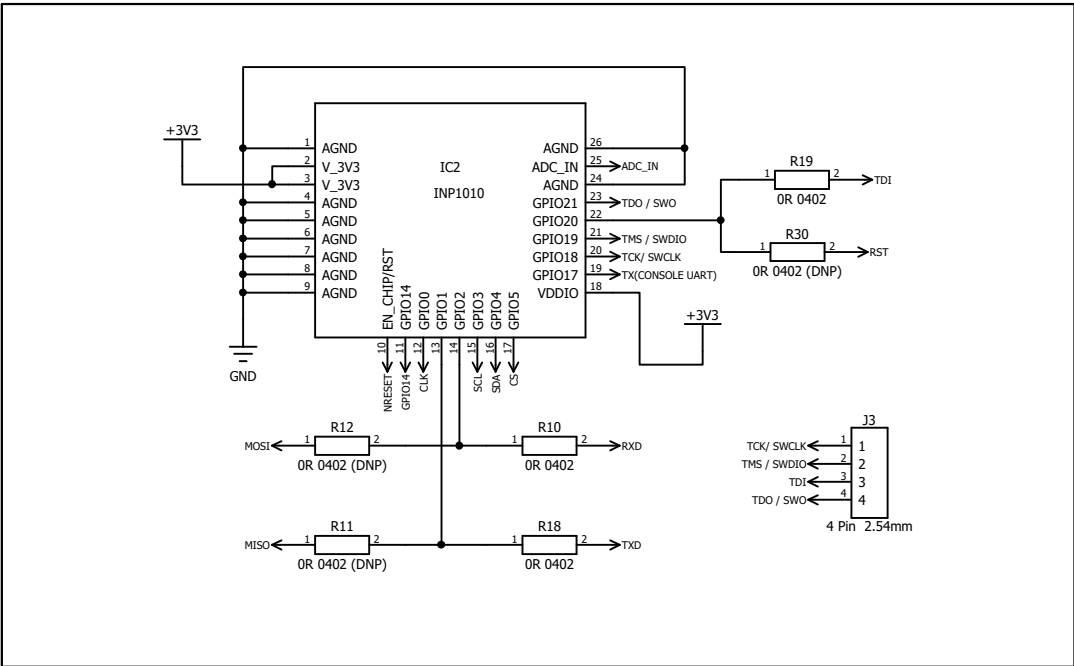 +3V3
1 AGND
2 V_3V3
3 V_3V3
4 AGND
5 AGND
6 AGND
7 AGND
8 AGND
9 AGND
GND
IC2
INP1010
AGND 26
ADC_IN 25 ADC_IN
AGND 24
GPIO21 23 TDO / SWO
GPIO20 22
GPIO19 21 TMS / SWDIO
GPIO18 20 TCK/ SWCLK
GPIO17 19 TX(CONSOLE UART)
VDDIO 18
+3V3
EN_CHIP/RST 10 NRESET
GPIO14 11 GPIO14
GPIO0 12 CLK
GPIO1 13
GPIO2 14
GPIO3 15 SCL
GPIO4 16 SDA
GPIO5 17 CS
R19
1 2 TDI
0R 0402
R30
1 2 RST
0R 0402 (DNP)
R12
MOSI 1 2
0R 0402 (DNP)
R10
1 2 RXD
0R 0402
R11
MISO 1 2
0R 0402 (DNP)
R18
1 2 TXD
0R 0402
J3
TCK/ SWCLK 1 1
TMS / SWDIO 2 2
TDI 3 3
TDO / SWO 4 4
4 Pin 2.54mm